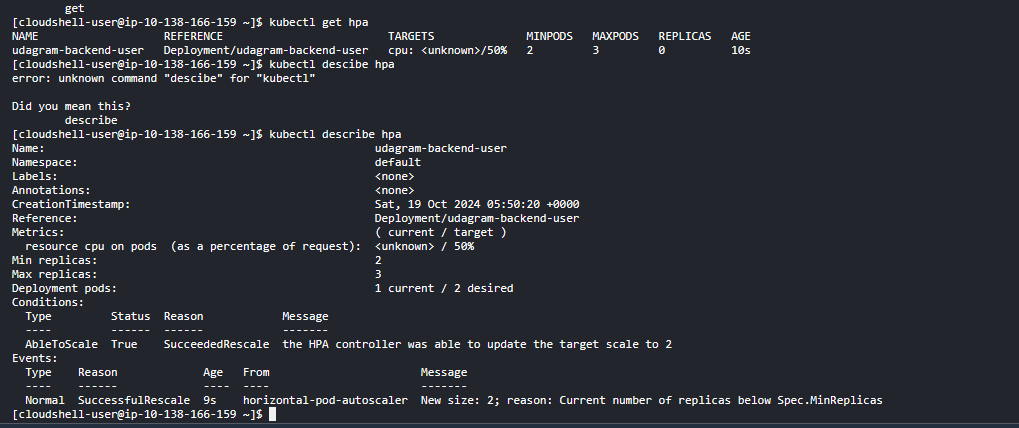 get
[cloudshell-user@ip-10-138-166-159 ~]$ kubectl get hpa
NAME REFERENCE TARGETS MINPODS MAXPODS REPLICAS AGE
udagram-backend-user Deployment/udagram-backend-user cpu: <unknown>/50% 2 3 0 10s
[cloudshell-user@ip-10-138-166-159 ~]$ kubectl descibe hpa
error: unknown command "descibe" for "kubectl"
Did you mean this?
describe
[cloudshell-user@ip-10-138-166-159 ~]$ kubectl describe hpa
Name: udagram-backend-user
Namespace: default
Labels: <none>
Annotations: <none>
CreationTimestamp: Sat, 19 Oct 2024 05:50:20 +0000
Reference: Deployment/udagram-backend-user
Metrics: ( current / target )
resource cpu on pods (as a percentage of request): <unknown> / 50%
Min replicas: 2
Max replicas: 3
Deployment pods: 1 current / 2 desired
Conditions:
Type Status Reason Message
---- ------ ------ -------
AbleToScale True SucceededRescale the HPA controller was able to update the target scale to 2
Events:
Type Reason Age From Message
---- ------ ---- ---- -------
Normal SuccessfulRescale 9s horizontal-pod-autoscaler New size: 2; reason: Current number of replicas below Spec.MinReplicas
[cloudshell-user@ip-10-138-166-159 ~]$